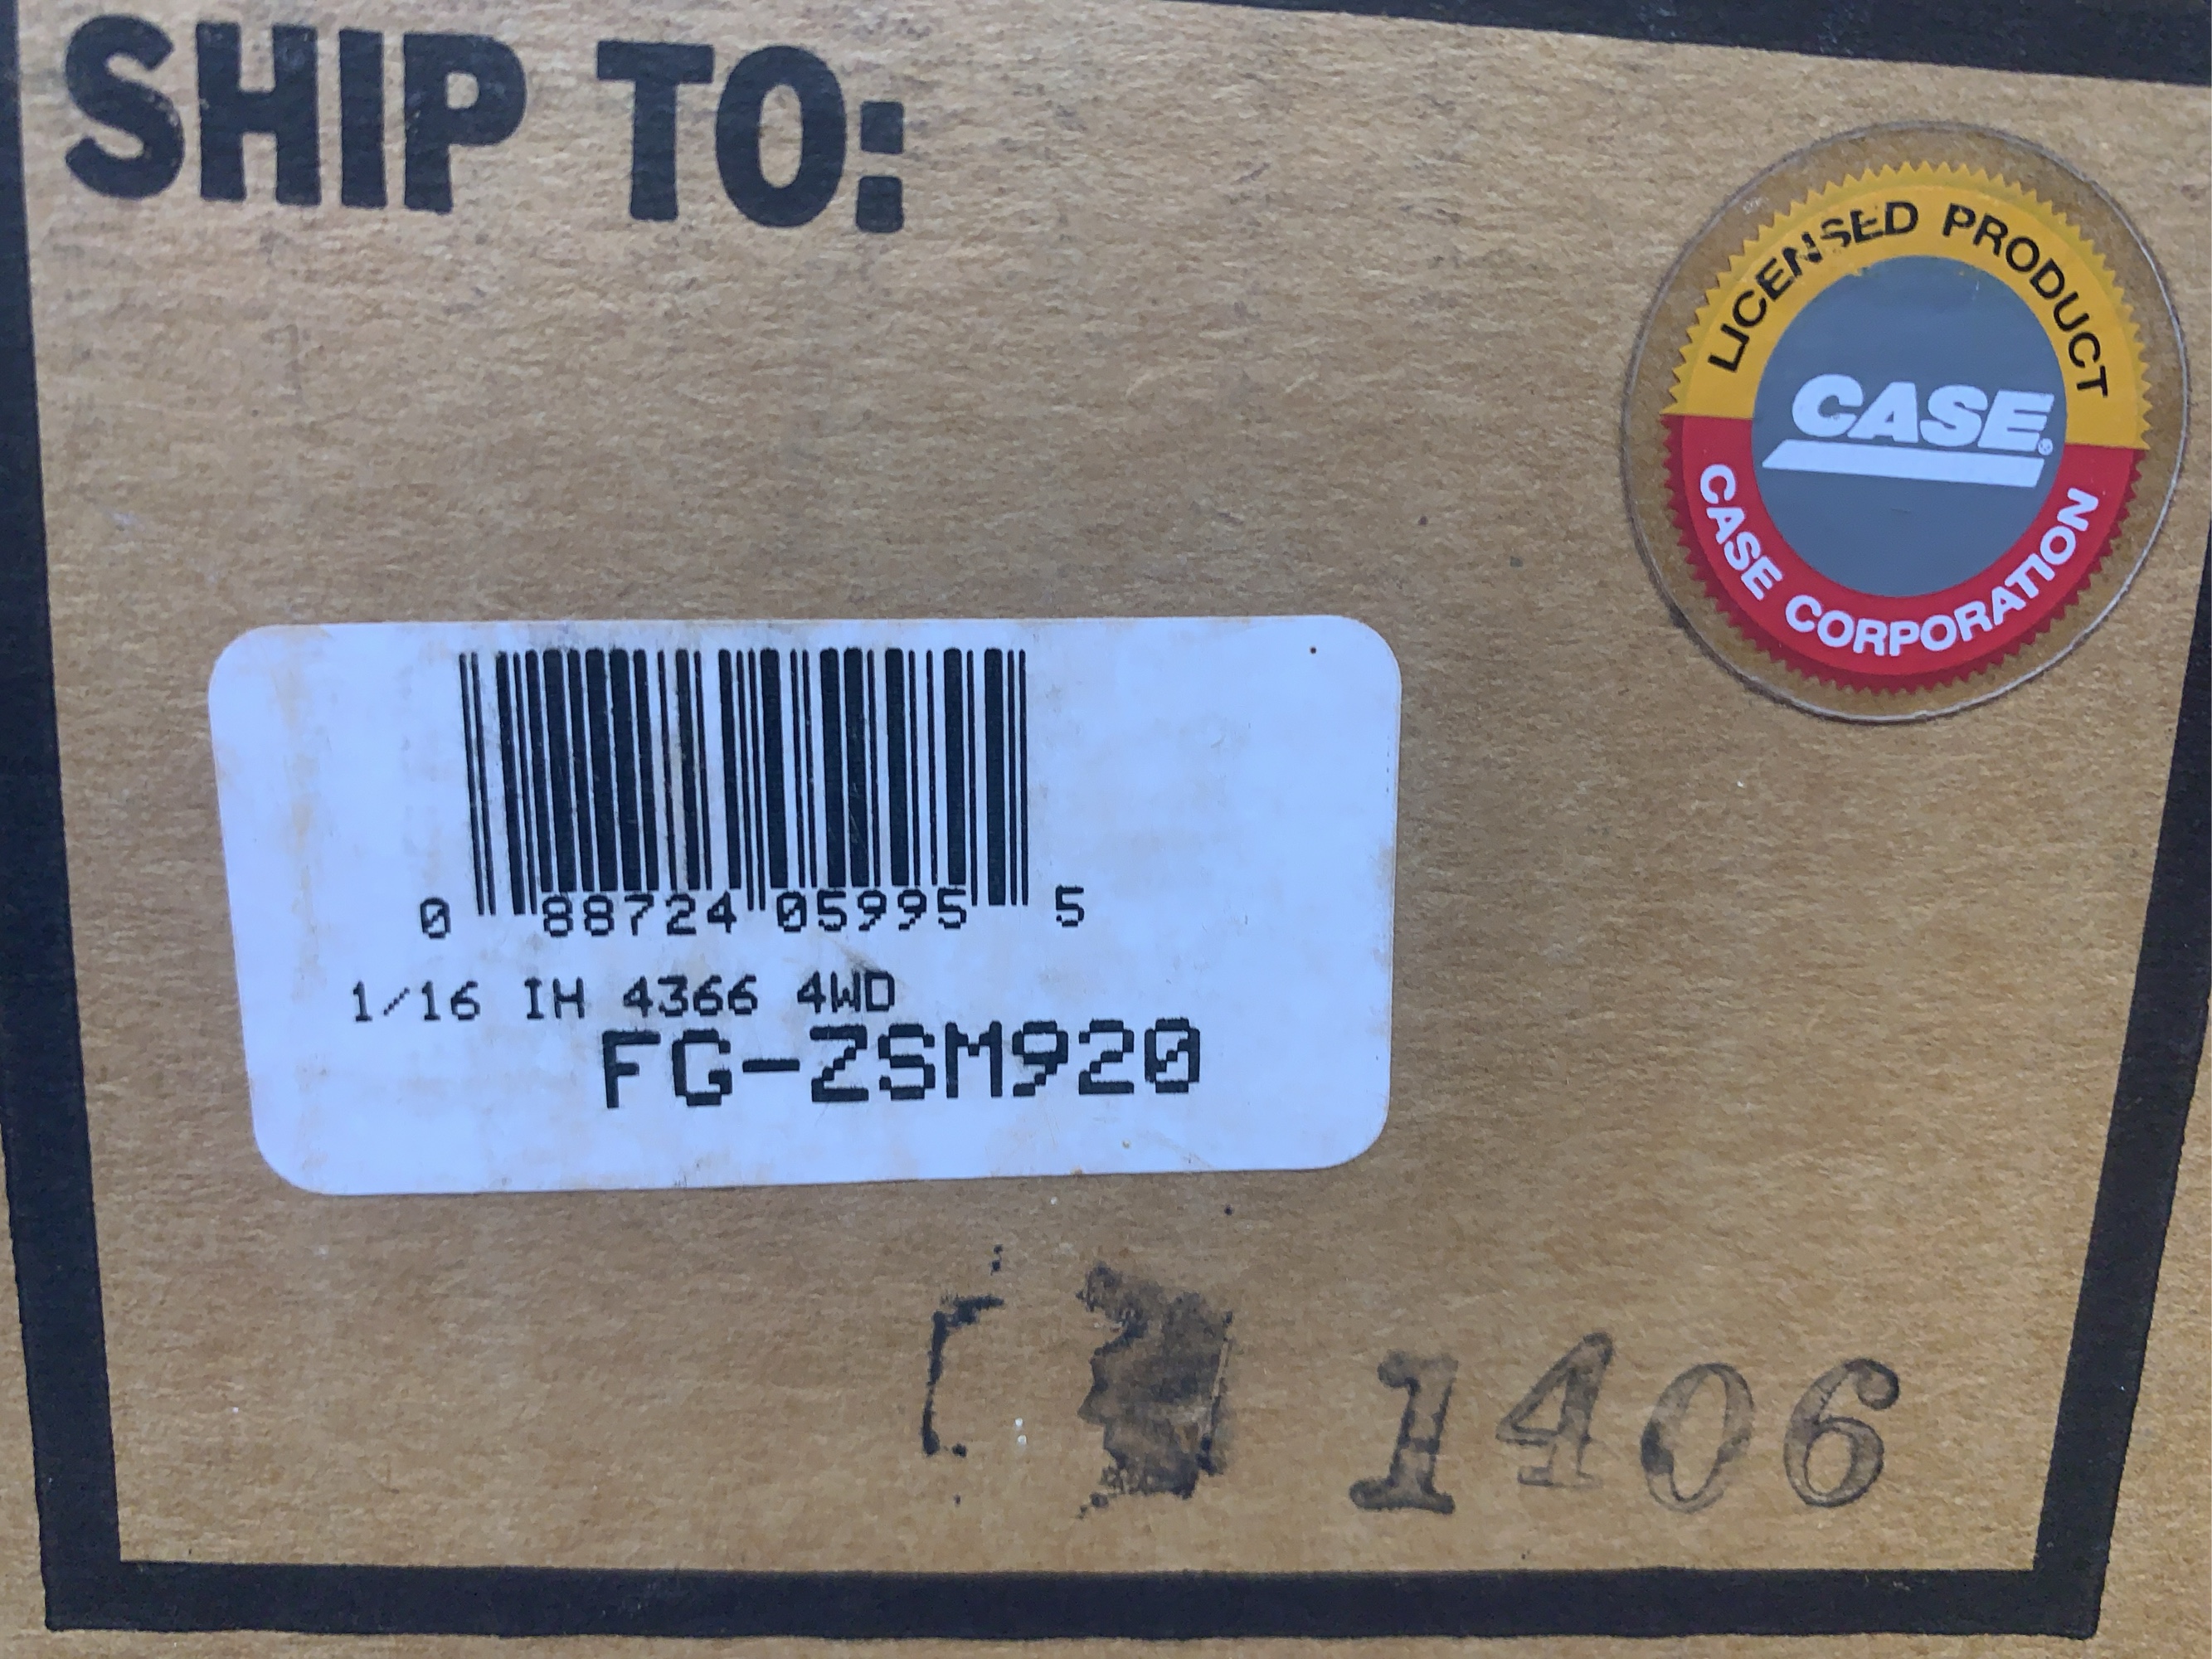 SHIP TO:
LICENSED PRODUCT
CASE®
CASE CORPORATION
0 88724 05995 5
1/16 IH 4366 4WD
FG-ZSM920
1406